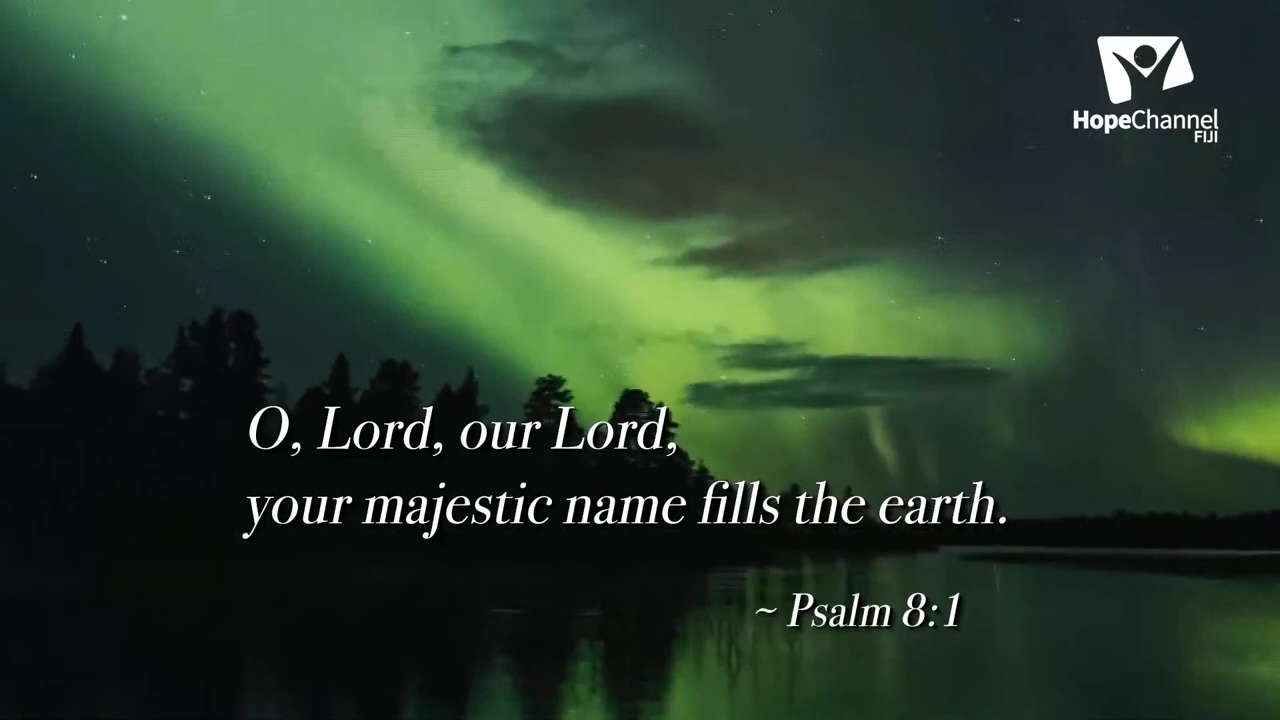 HopeChannel
FIJI
O, Lord, our Lord,
your majestic name fills the earth.
~ Psalm 8:1